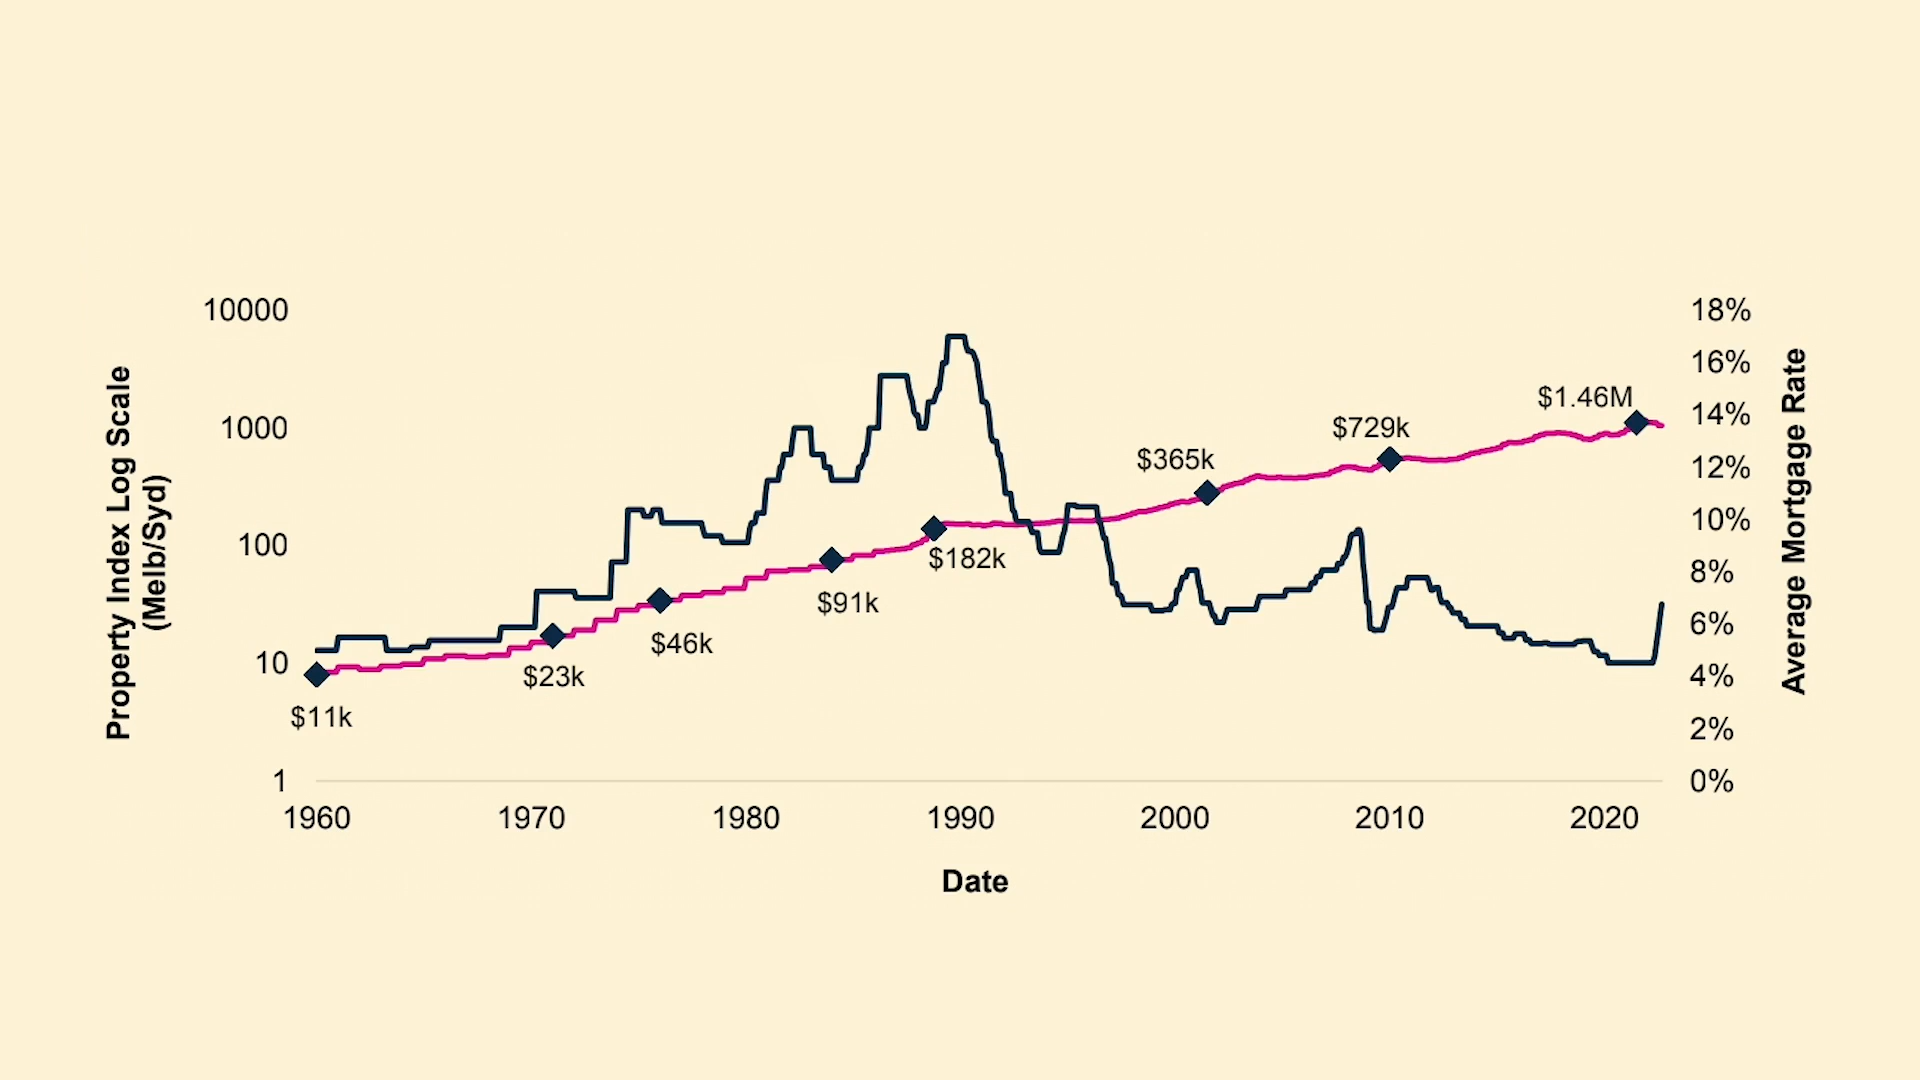 Property Index Log Scale
(Melb/Syd)
10000
1000
100
10
1
18%
16%
14%
12%
10%
8%
6%
4%
2%
0%
Average Mortgage Rate
$11k
$23k
$46k
$91k
$182k
$365k
$729k
$1.46M
1960 1970 1980 1990 2000 2010 2020
Date